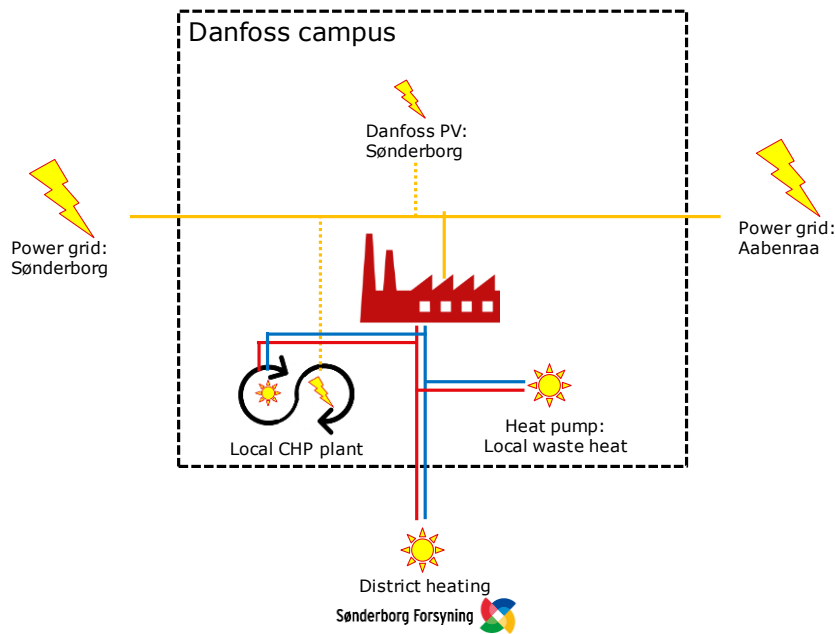 Danfoss campus
Danfoss PV:
Sønderborg
Power grid:
Sønderborg
Power grid:
Aabenraa
Local CHP plant
Heat pump:
Local waste heat
District heating
Sønderborg Forsyning